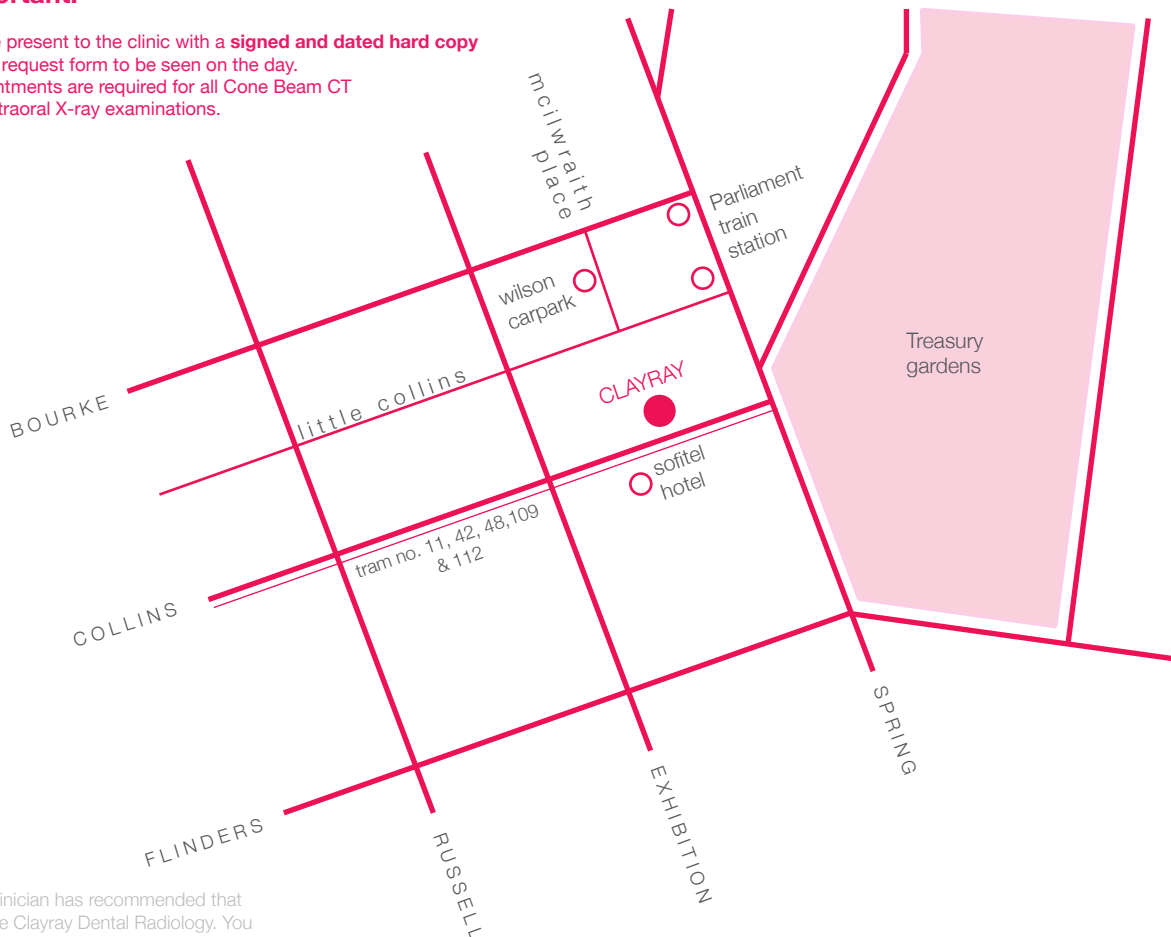 ortant:
e present to the clinic with a signed and dated hard copy
request form to be seen on the day.
ntments are required for all Cone Beam CT
traoral X-ray examinations.
mcilwraith
place
Parliament
train
station
wilson
carpark
Treasury
gardens
BOURKE
little collins
CLAYRAY
sofitel
hotel
tram no. 11, 42, 48,109
& 112
COLLINS
SPRING
EXHIBITION
FLINDERS
RUSSELL
inician has recommended that
e Clayray Dental Radiology. You